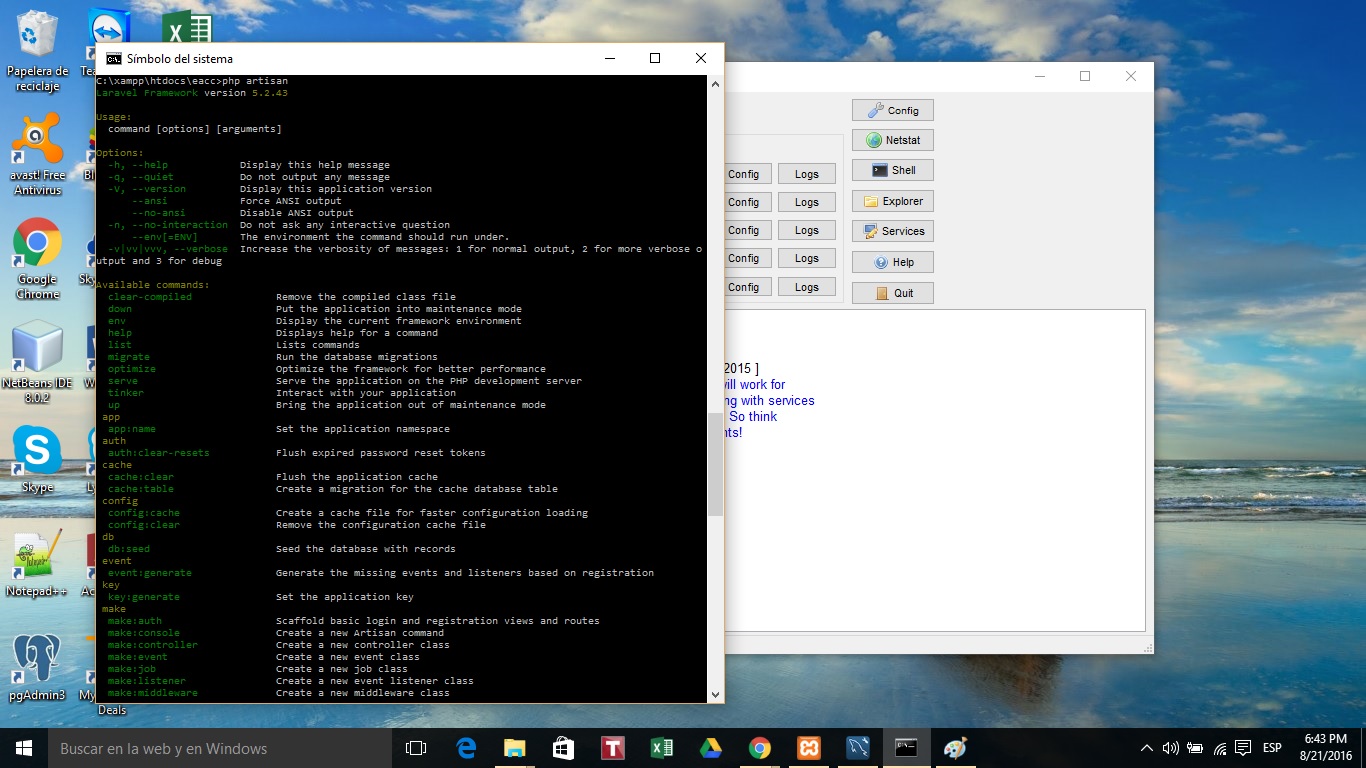 Papelera de
reciclaje
Tea
avast! Free
Antivirus
Google
Chrome
Sky
NetBeans IDE
8.0.2
Skype
Notepad++
pgAdmin3
Deals
Símbolo del sistema
C:\xampp\htdocs\eacc>php artisan
Laravel Framework version 5.2.43
Usage:
command [options] [arguments]
Options:
-h, --help Display this help message
-q, --quiet Do not output any message
-V, --version Display this application version
--ansi Force ANSI output
--no-ansi Disable ANSI output
-n, --no-interaction Do not ask any interactive question
--env[=ENV] The environment the command should run under.
-v|vv|vvv, --verbose Increase the verbosity of messages: 1 for normal output, 2 for more verbose o
utput and 3 for debug
Available commands:
clear-compiled Remove the compiled class file
down Put the application into maintenance mode
env Display the current framework environment
help Displays help for a command
list Lists commands
migrate Run the database migrations
optimize Optimize the framework for better performance
serve Serve the application on the PHP development server
tinker Interact with your application
up Bring the application out of maintenance mode
app
app:name Set the application namespace
auth
auth:clear-resets Flush expired password reset tokens
cache
cache:clear Flush the application cache
cache:table Create a migration for the cache database table
config
config:cache Create a cache file for faster configuration loading
config:clear Remove the configuration cache file
db
db:seed Seed the database with records
event
event:generate Generate the missing events and listeners based on registration
key
key:generate Set the application key
make
make:auth Scaffold basic login and registration views and routes
make:console Create a new Artisan command
make:controller Create a new controller class
make:event Create a new event class
make:job Create a new job class
make:listener Create a new event listener class
make:middleware Create a new middleware class
Config
Netstat
Shell
Explorer
Services
Help
Quit
Config Logs
Config Logs
Config Logs
Config Logs
Config Logs
2015 ]
will work for
ng with services
So think
nts!
Buscar en la web y en Windows
ESP
6:43 PM
8/21/2016